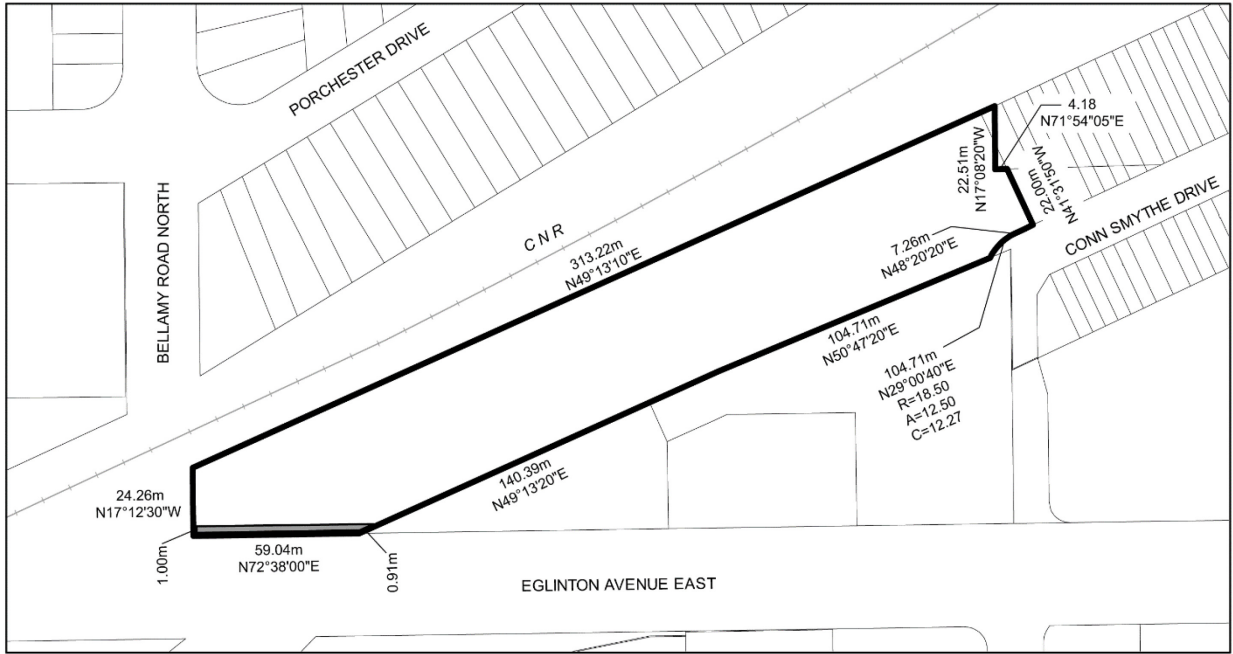 PORCHESTER DRIVE
4.18
N71°54'05"E
22.51m
N17°08'20"W
22.00m
N41°31'50"W
BELLAMY ROAD NORTH
CNR
313.22m
N49°13'10"E
CONN SMYTHE DRIVE
7.26m
N48°20'20"E
104.71m
N50°47'20"E
104.71m
N29°00'40"E
R=18.50
A=12.50
C=12.27
140.39m
N49°13'20"E
24.26m
N17°12'30"W
1.00m
59.04m
N72°38'00"E
0.91m
EGLINTON AVENUE EAST